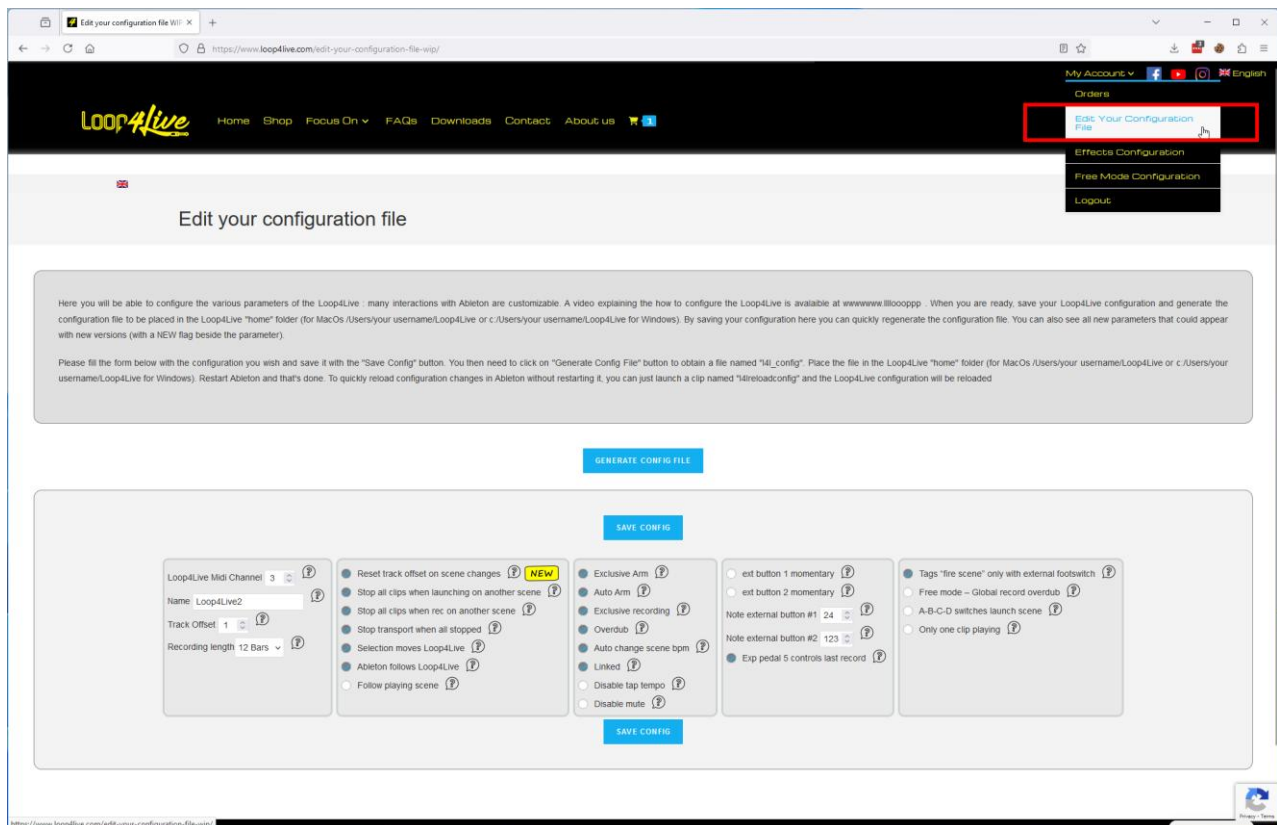 Edit your configuration file WIP
https://www.loop4live.com/edit-your-configuration-file-wip/
My Account
English
Orders
Edit Your Configuration
File
Effects Configuration
Free Mode Configuration
Logout
Loop4Live
Home Shop Focus On FAQs Downloads Contact About us 1
Edit your configuration file
Here you will be able to configure the various parameters of the Loop4Live : many interactions with Ableton are customizable. A video explaining the how to configure the Loop4Live is avalaible at wwwwwww.lllloooppp . When you are ready, save your Loop4Live configuration and generate the
configuration file to be placed in the Loop4Live "home" folder (for MacOs /Users/your username/Loop4Live or c:/Users/your username/Loop4Live for Windows). By saving your configuration here you can quickly regenerate the configuration file. You can also see all new parameters that could appear
with new versions (with a NEW flag beside the parameter).
Please fill the form below with the configuration you wish and save it with the "Save Config" button. You then need to click on "Generate Config File" button to obtain a file named "l4l_config". Place the file in the Loop4Live "home" folder (for MacOs /Users/your username/Loop4Live or c:/Users/your
username/Loop4Live for Windows). Restart Ableton and that's done. To quickly reload configuration changes in Ableton without restarting it, you can just launch a clip named "l4lreloadconfig" and the Loop4Live configuration will be reloaded
GENERATE CONFIG FILE
SAVE CONFIG
Loop4Live Midi Channel 3
Name Loop4Live2
Track Offset 1
Recording length 12 Bars
Reset track offset on scene changes NEW
Stop all clips when launching on another scene
Stop all clips when rec on another scene
Stop transport when all stopped
Selection moves Loop4Live
Ableton follows Loop4Live
Follow playing scene
Exclusive Arm
Auto Arm
Exclusive recording
Overdub
Auto change scene bpm
Linked
Disable tap tempo
Disable mute
ext button 1 momentary
ext button 2 momentary
Note external button #1 24
Note external button #2 123
Exp pedal 5 controls last record
Tags "fire scene" only with external footswitch
Free mode – Global record overdub
A-B-C-D switches launch scene
Only one clip playing
SAVE CONFIG
Privacy - Terms
https://www.loop4live.com/edit-your-configuration-file-wip/